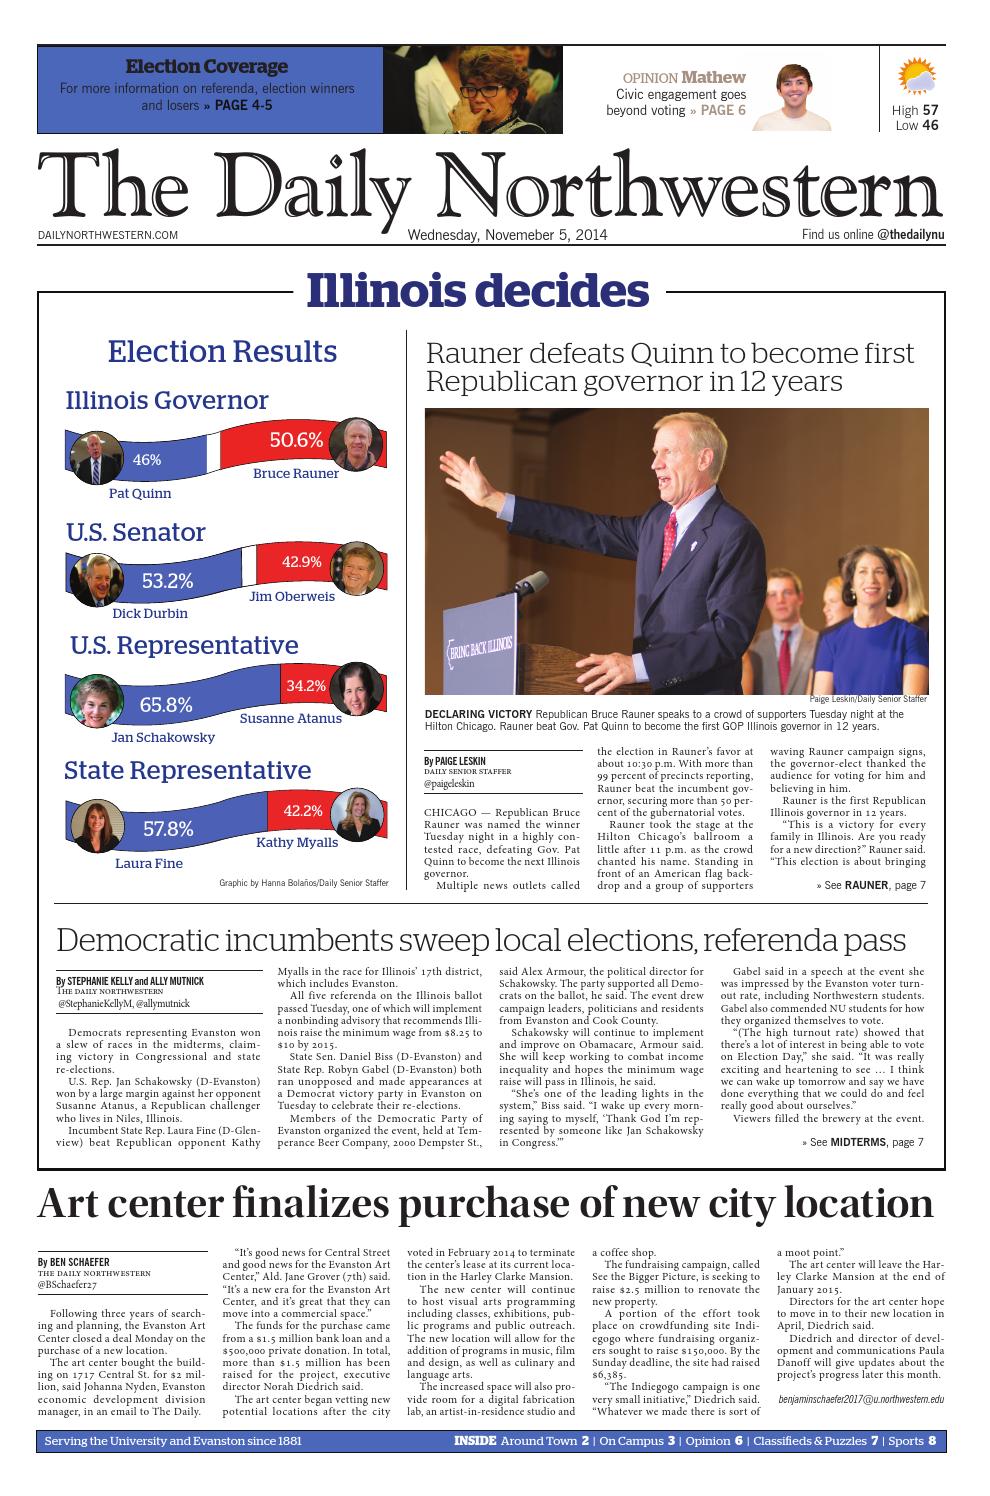 Election Coverage
For more information on referenda, election winners
and losers » PAGE 4-5
OPINION Mathew
Civic engagement goes
beyond voting » PAGE 6
High 57
Low 46
The Daily Northwestern
DAILYNORTHWESTERN.COM
Wednesday, Novemeber 5, 2014
Find us online @thedailynu
Illinois decides
Election Results
Illinois Governor
46%
50.6%
Bruce Rauner
Pat Quinn
U.S. Senator
53.2%
42.9%
Jim Oberweis
Dick Durbin
U.S. Representative
65.8%
34.2%
Susanne Atanus
Jan Schakowsky
State Representative
57.8%
42.2%
Kathy Myalls
Laura Fine
Graphic by Hanna Bolaños/Daily Senior Staffer
Rauner defeats Quinn to become first
Republican governor in 12 years
BRING BACK ILLINOIS
Paige Leskin/Daily Senior Staffer
DECLARING VICTORY Republican Bruce Rauner speaks to a crowd of supporters Tuesday night at the
Hilton Chicago. Rauner beat Gov. Pat Quinn to become the first GOP Illinois governor in 12 years.
By PAIGE LESKIN
DAILY SENIOR STAFFER
@paigeleskin
CHICAGO — Republican Bruce
Rauner was named the winner
Tuesday night in a highly con-
tested race, defeating Gov. Pat
Quinn to become the next Illinois
governor.
Multiple news outlets called
the election in Rauner's favor at
about 10:30 p.m. With more than
99 percent of precincts reporting,
Rauner beat the incumbent gov-
ernor, securing more than 50 per-
cent of the gubernatorial votes.
Rauner took the stage at the
Hilton Chicago's ballroom a
little after 11 p.m. as the crowd
chanted his name. Standing in
front of an American flag back-
drop and a group of supporters
waving Rauner campaign signs,
the governor-elect thanked the
audience for voting for him and
believing in him.
Rauner is the first Republican
Illinois governor in 12 years.
"This is a victory for every
family in Illinois. Are you ready
for a new direction?" Rauner said.
"This election is about bringing
» See RAUNER, page 7
Democratic incumbents sweep local elections, referenda pass
By STEPHANIE KELLY and ALLY MUTNICK
THE DAILY NORTHWESTERN
@StephanieKellyM, @allymutnick
Democrats representing Evanston won
a slew of races in the midterms, claim-
ing victory in Congressional and state
re-elections.
U.S. Rep. Jan Schakowsky (D-Evanston)
won by a large margin against her opponent
Susanne Atanus, a Republican challenger
who lives in Niles, Illinois.
Incumbent State Rep. Laura Fine (D-Glen-
view) beat Republican opponent Kathy
Myalls in the race for Illinois' 17th district,
which includes Evanston.
All five referenda on the Illinois ballot
passed Tuesday, one of which will implement
a nonbinding advisory that recommends Illi-
nois raise the minimum wage from $8.25 to
$10 by 2015.
State Sen. Daniel Biss (D-Evanston) and
State Rep. Robyn Gabel (D-Evanston) both
ran unopposed and made appearances at
a Democrat victory party in Evanston on
Tuesday to celebrate their re-elections.
Members of the Democratic Party of
Evanston organized the event, held at Tem-
perance Beer Company, 2000 Dempster St.,
said Alex Armour, the political director for
Schakowsky. The party supported all Demo-
crats on the ballot, he said. The event drew
campaign leaders, politicians and residents
from Evanston and Cook County.
Schakowsky will continue to implement
and improve on Obamacare, Armour said.
She will keep working to combat income
inequality and hopes the minimum wage
raise will pass in Illinois, he said.
"She's one of the leading lights in the
system," Biss said. "I wake up every morn-
ing saying to myself, 'Thank God I'm rep-
resented by someone like Jan Schakowsky
in Congress.'"
Gabel said in a speech at the event she
was impressed by the Evanston voter turn-
out rate, including Northwestern students.
Gabel also commended NU students for how
they organized themselves to vote.
"(The high turnout rate) showed that
there's a lot of interest in being able to vote
on Election Day," she said. "It was really
exciting and heartening to see … I think
we can wake up tomorrow and say we have
done everything that we could do and feel
really good about ourselves."
Viewers filled the brewery at the event.
» See MIDTERMS, page 7
Art center finalizes purchase of new city location
By BEN SCHAEFER
THE DAILY NORTHWESTERN
@BSchaefer27
Following three years of search-
ing and planning, the Evanston Art
Center closed a deal Monday on the
purchase of a new location.
The art center bought the build-
ing on 1717 Central St. for $2 mil-
lion, said Johanna Nyden, Evanston
economic development division
manager, in an email to The Daily.
"It's good news for Central Street
and good news for the Evanston Art
Center," Ald. Jane Grover (7th) said.
"It's a new era for the Evanston Art
Center, and it's great that they can
move into a commercial space."
The funds for the purchase came
from a $1.5 million bank loan and a
$500,000 private donation. In total,
more than $1.5 million has been
raised for the project, executive
director Norah Diedrich said.
The art center began vetting new
potential locations after the city
voted in February 2014 to terminate
the center's lease at its current loca-
tion in the Harley Clarke Mansion.
The new center will continue
to host visual arts programming
including classes, exhibitions, pub-
lic programs and public outreach.
The new location will allow for the
addition of programs in music, film
and design, as well as culinary and
language arts.
The increased space will also pro-
vide room for a digital fabrication
lab, an artist-in-residence studio and
a coffee shop.
The fundraising campaign, called
See the Bigger Picture, is seeking to
raise $2.5 million to renovate the
new property.
A portion of the effort took
place on crowdfunding site Indi-
egogo where fundraising organiz-
ers sought to raise $150,000. By the
Sunday deadline, the site had raised
$6,385.
"The Indiegogo campaign is one
very small initiative," Diedrich said.
"Whatever we made there is sort of
a moot point."
The art center will leave the Har-
ley Clarke Mansion at the end of
January 2015.
Directors for the art center hope
to move in to their new location in
April, Diedrich said.
Diedrich and director of devel-
opment and communications Paula
Danoff will give updates about the
project's progress later this month.
benjaminschaefer2017@u.northwestern.edu
Serving the University and Evanston since 1881
INSIDE Around Town 2 | On Campus 3 | Opinion 6 | Classifieds & Puzzles 7 | Sports 8